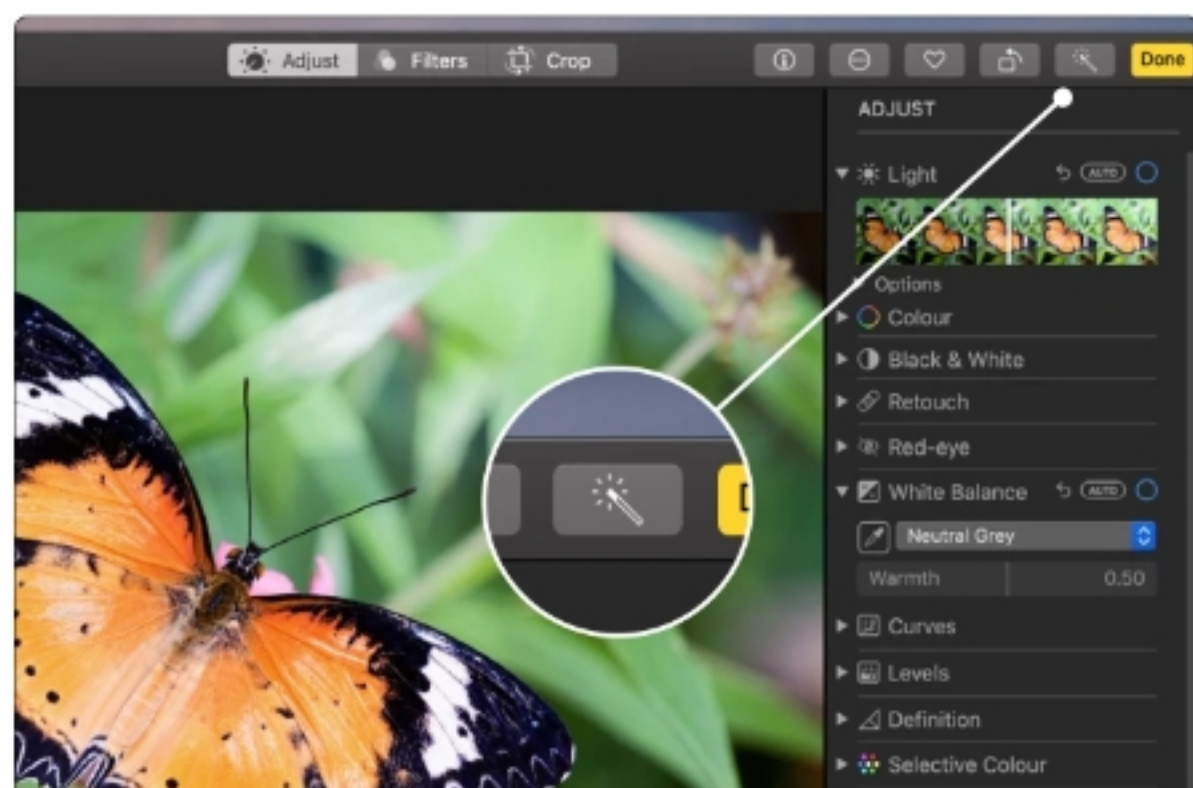 Adjust Filters Crop Done
ADJUST
Light AUTO
Options
Colour
Black & White
Retouch
Red-eye
White Balance AUTO
Neutral Grey
Warmth 0.50
Curves
Levels
Definition
Selective Colour